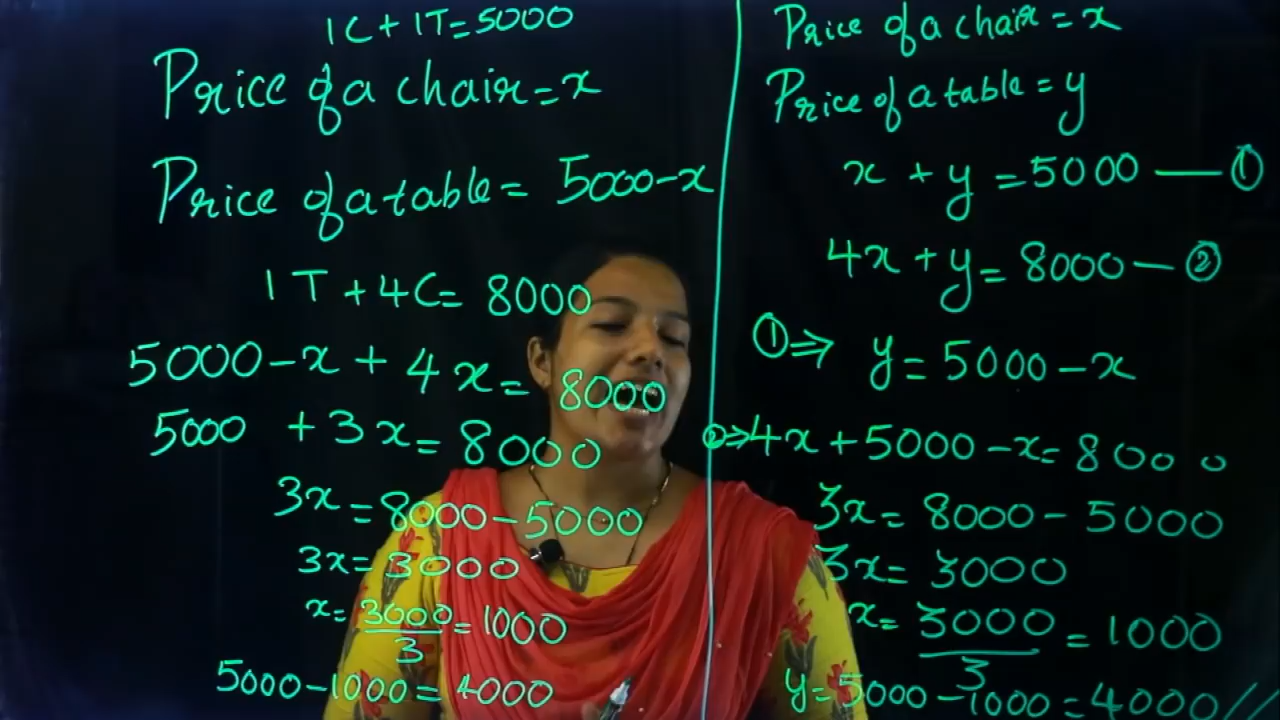 1C + 1T = 5000
Price of a chair = x
Price of a table = 5000 - x
1T + 4C = 8000
5000 - x + 4x = 8000
5000 + 3x = 8000
3x = 8000 - 5000
3x = 3000
x = 3000/3 = 1000
5000 - 1000 = 4000
Price of a chair = x
Price of a table = y
x + y = 5000 — ①
4x + y = 8000 — ②
① ⇒ y = 5000 - x
② ⇒ 4x + 5000 - x = 8000
3x = 8000 - 5000
3x = 3000
x = 3000/3 = 1000
y = 5000 - 1000 = 4000 //